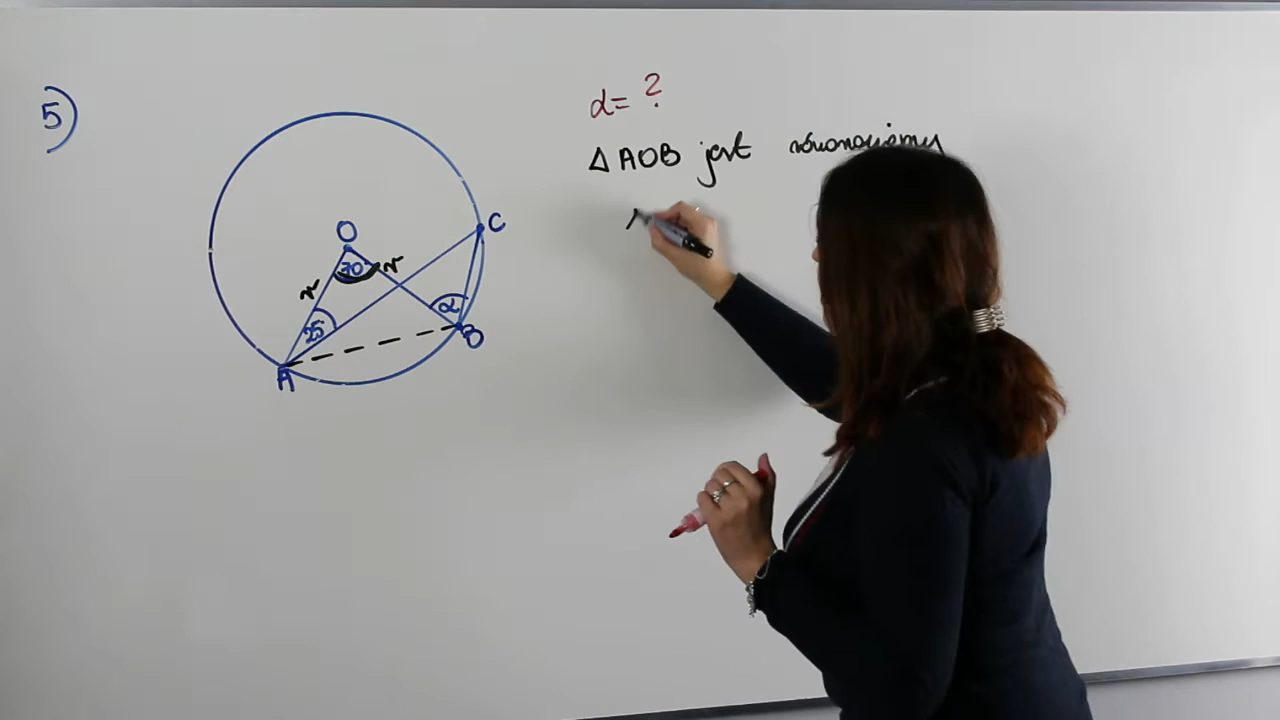 5)
α = ?
Δ AOB jest równoramienny
O
70°
r
r
C
25
α
B
A